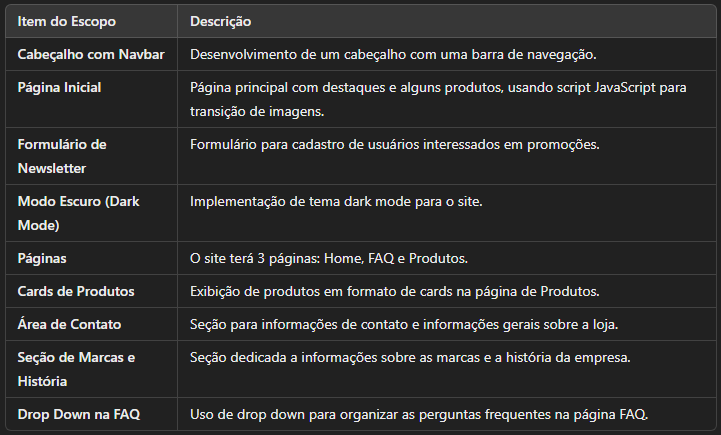 Item do Escopo Descrição
Cabeçalho com Navbar Desenvolvimento de um cabeçalho com uma barra de navegação.
Página Inicial Página principal com destaques e alguns produtos, usando script JavaScript para
transição de imagens.
Formulário de Formulário para cadastro de usuários interessados em promoções.
Newsletter
Modo Escuro (Dark Implementação de tema dark mode para o site.
Mode)
Páginas O site terá 3 páginas: Home, FAQ e Produtos.
Cards de Produtos Exibição de produtos em formato de cards na página de Produtos.
Área de Contato Seção para informações de contato e informações gerais sobre a loja.
Seção de Marcas e Seção dedicada a informações sobre as marcas e a história da empresa.
História
Drop Down na FAQ Uso de drop down para organizar as perguntas frequentes na página FAQ.